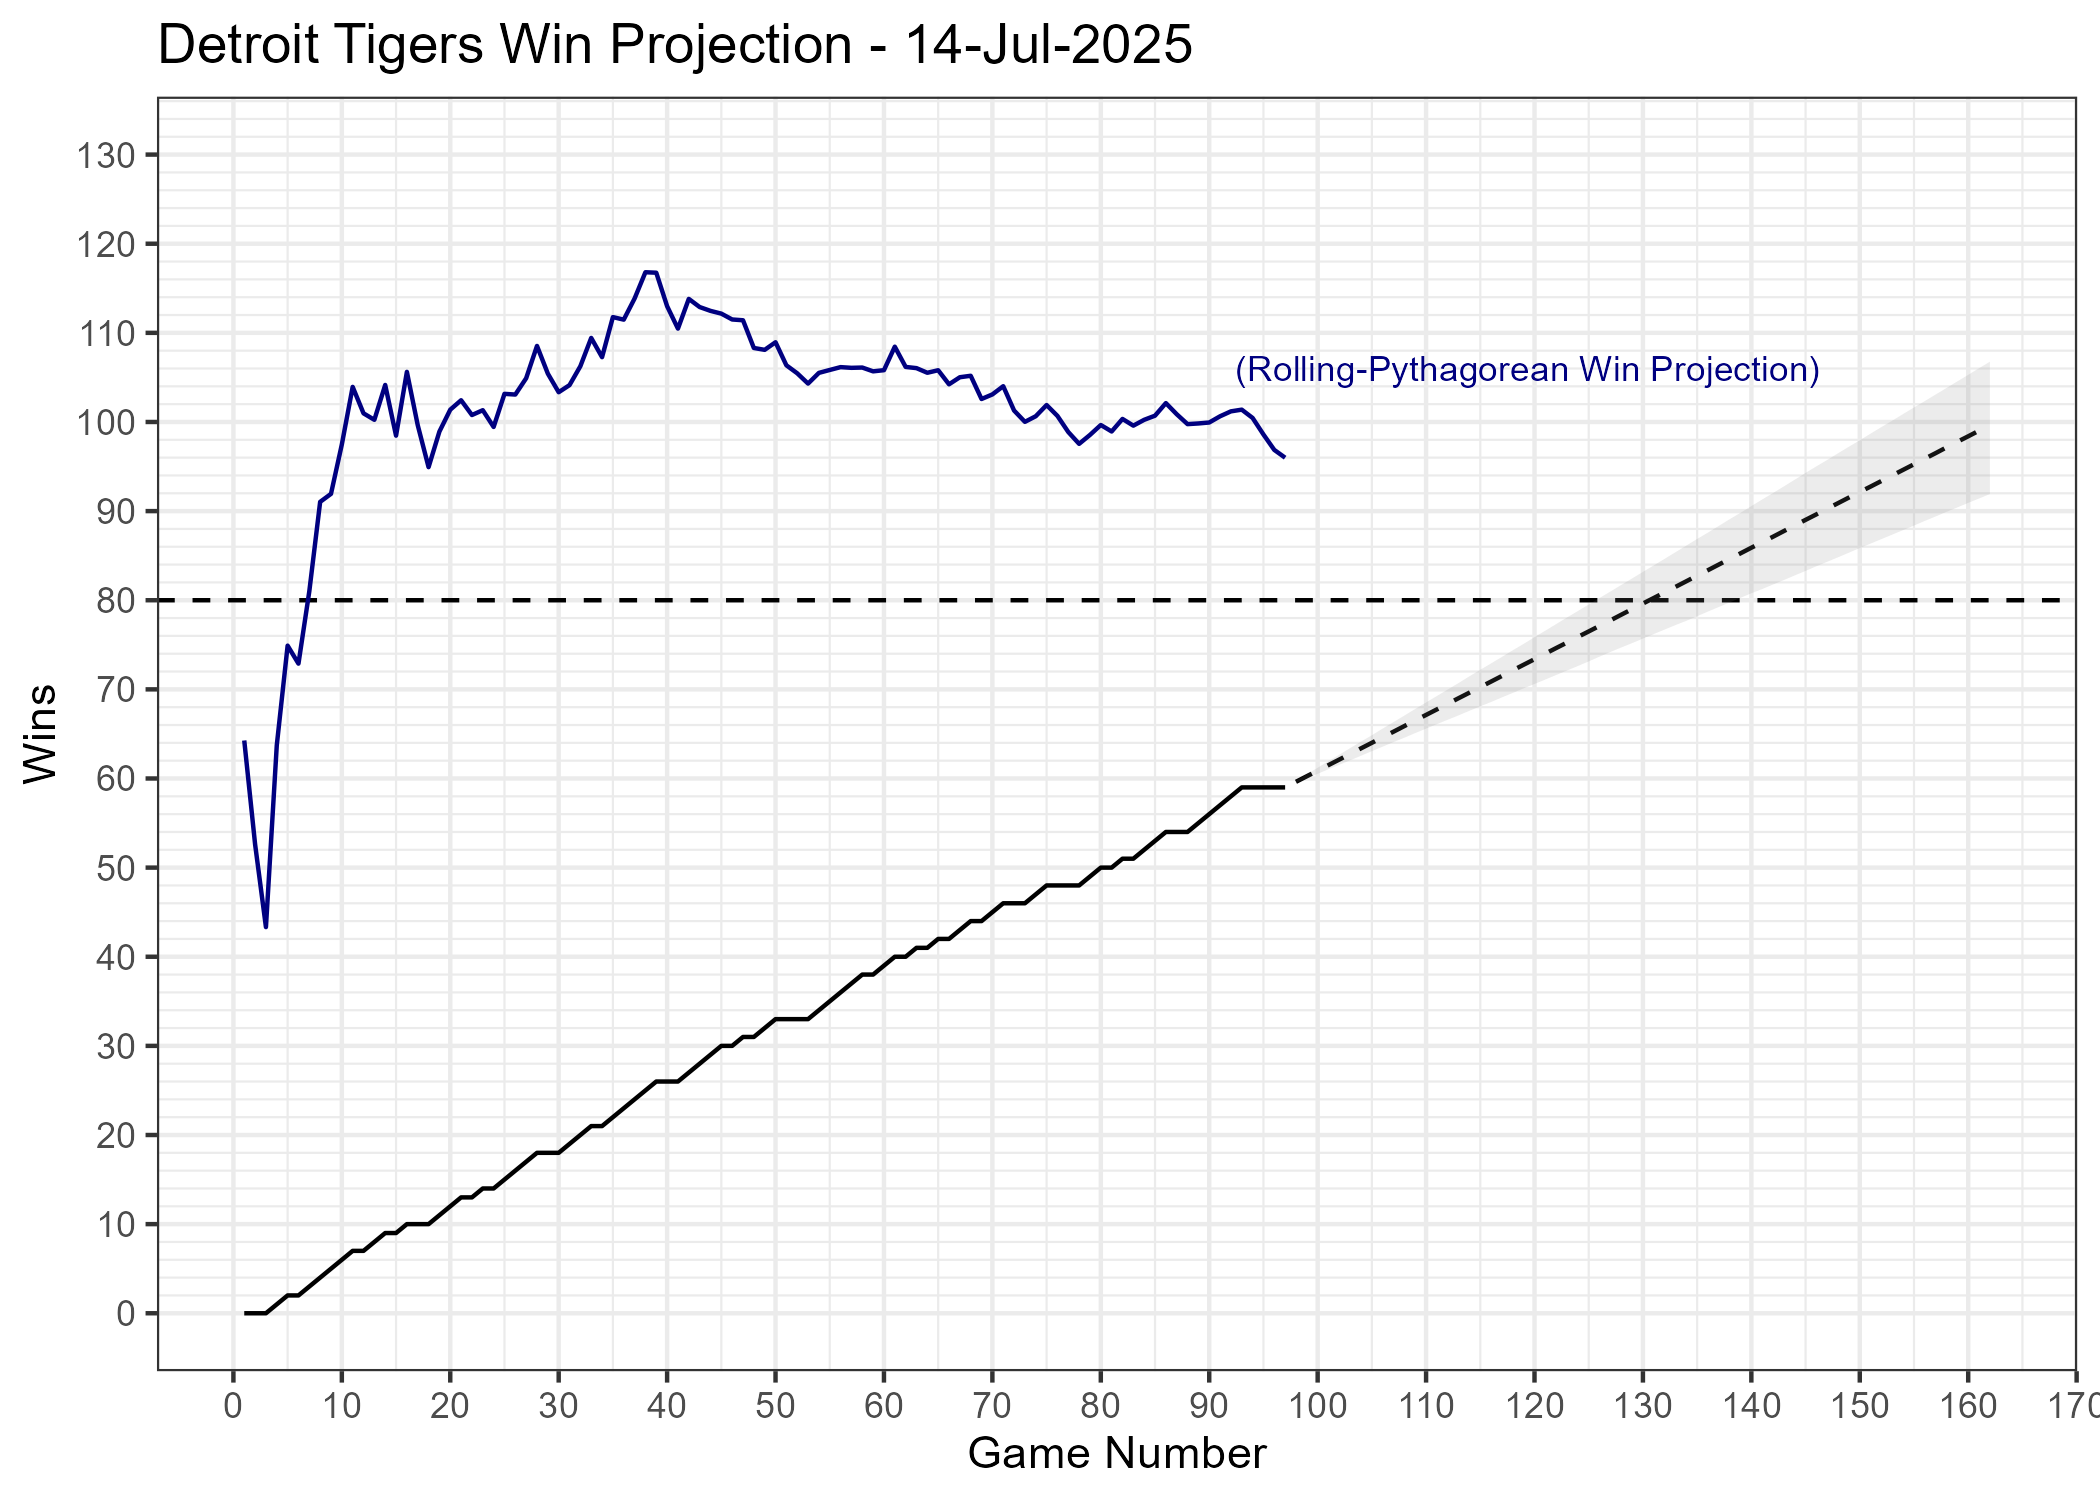 Detroit Tigers Win Projection - 14-Jul-2025
130
120
110
100
90
80
70
60
50
40
30
20
10
0
Wins
(Rolling-Pythagorean Win Projection)
0 10 20 30 40 50 60 70 80 90 100 110 120 130 140 150 160 170
Game Number